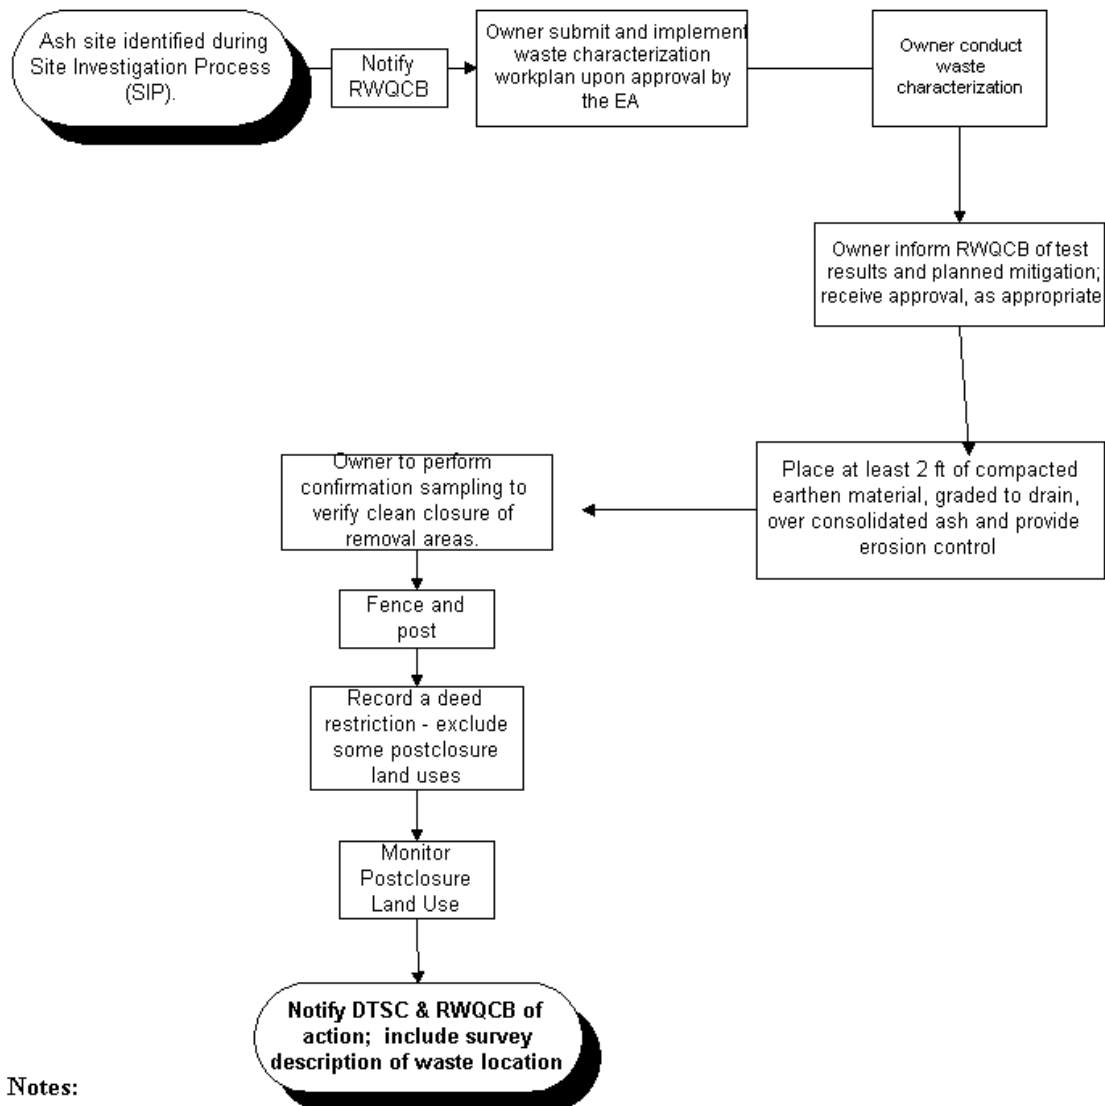 Ash site identified during
Site Investigation Process
(SIP).
Notify
RWQCB
Owner submit and implement
waste characterization
workplan upon approval by
the EA
Owner conduct
waste
characterization
Owner inform RWQCB of test
results and planned mitigation;
receive approval, as appropriate
Place at least 2 ft of compacted
earthen material, graded to drain,
over consolidated ash and provide
erosion control
Owner to perform
confirmation sampling to
verify clean closure of
removal areas.
Fence and
post
Record a deed
restriction - exclude
some postclosure
land uses
Monitor
Postclosure
Land Use
Notify DTSC & RWQCB of
action; include survey
description of waste location
Notes: